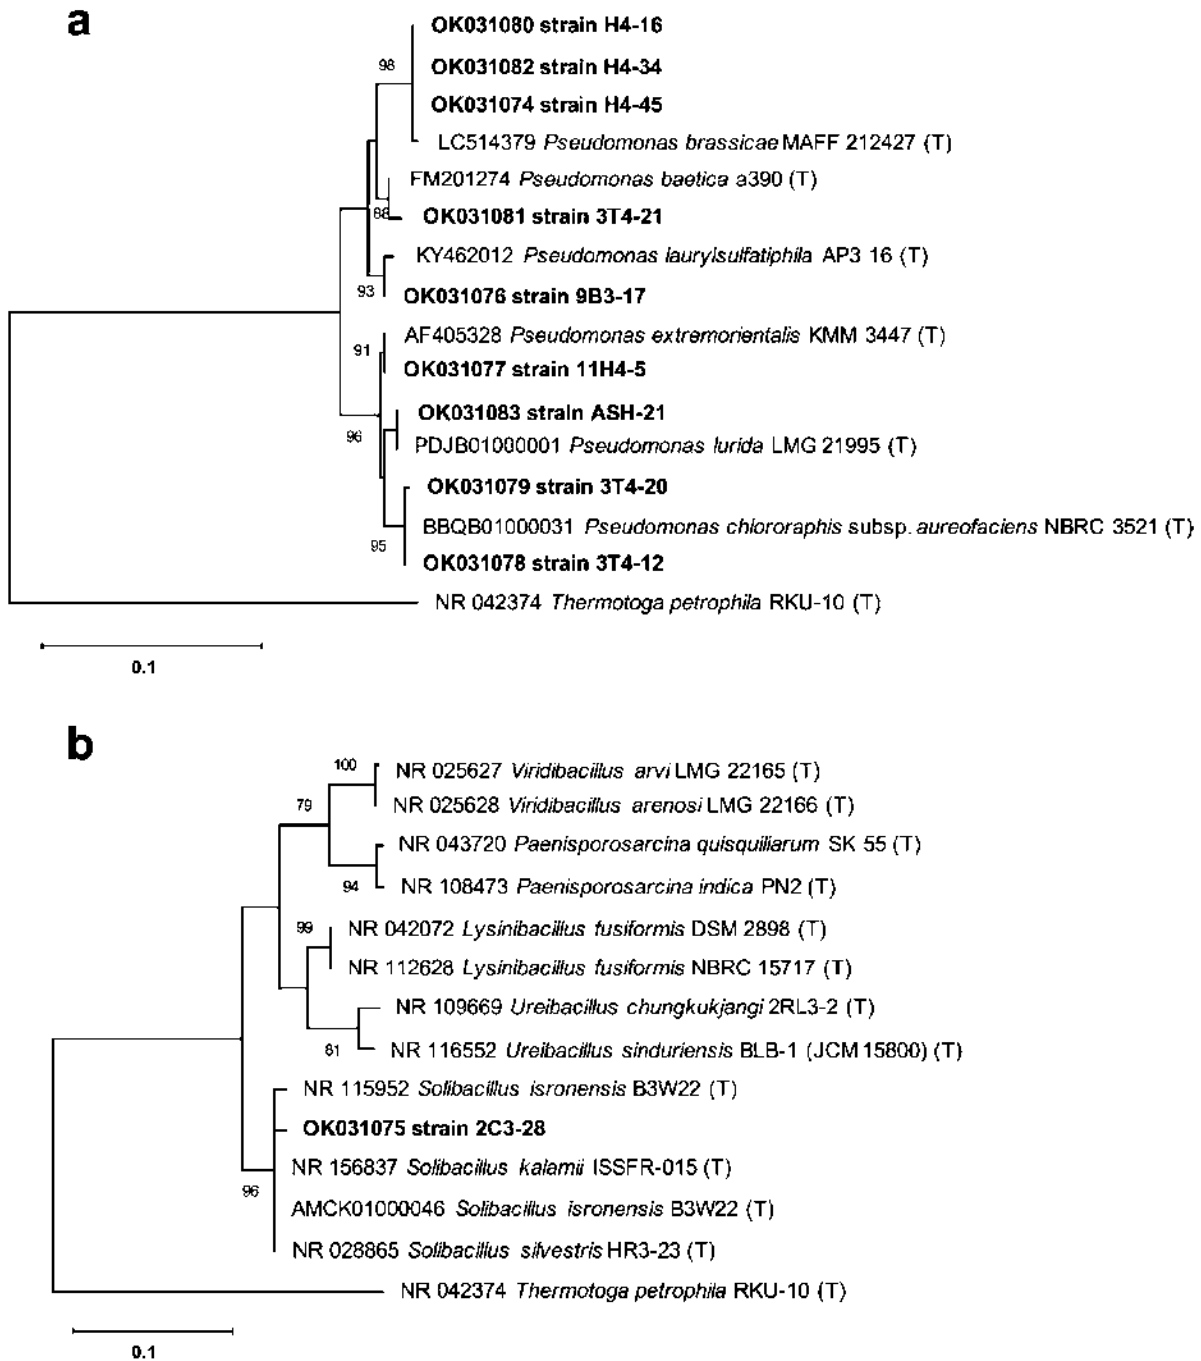 a
OK031080 strain H4-16
98
OK031082 strain H4-34
OK031074 strain H4-45
LC514379 Pseudomonas brassicae MAFF 212427 (T)
FM201274 Pseudomonas baetica a390 (T)
88
OK031081 strain 3T4-21
KY462012 Pseudomonas laurylsulfatiphila AP3 16 (T)
93
OK031076 strain 9B3-17
AF405328 Pseudomonas extremorientalis KMM 3447 (T)
91
OK031077 strain 11H4-5
OK031083 strain ASH-21
96
PDJB01000001 Pseudomonas lurida LMG 21995 (T)
OK031079 strain 3T4-20
BBQB01000031 Pseudomonas chlororaphis subsp. aureofaciens NBRC 3521 (T)
95
OK031078 strain 3T4-12
NR 042374 Thermotoga petrophila RKU-10 (T)
0.1
b
100
NR 025627 Viridibacillus arvi LMG 22165 (T)
79
NR 025628 Viridibacillus arenosi LMG 22166 (T)
NR 043720 Paenisporosarcina quisquiliarum SK 55 (T)
94
NR 108473 Paenisporosarcina indica PN2 (T)
99
NR 042072 Lysinibacillus fusiformis DSM 2898 (T)
NR 112628 Lysinibacillus fusiformis NBRC 15717 (T)
NR 109669 Ureibacillus chungkukjangi 2RL3-2 (T)
81
NR 116552 Ureibacillus sinduriensis BLB-1 (JCM 15800) (T)
NR 115952 Solibacillus isronensis B3W22 (T)
OK031075 strain 2C3-28
NR 156837 Solibacillus kalamii ISSFR-015 (T)
96
AMCK01000046 Solibacillus isronensis B3W22 (T)
NR 028865 Solibacillus silvestris HR3-23 (T)
NR 042374 Thermotoga petrophila RKU-10 (T)
0.1